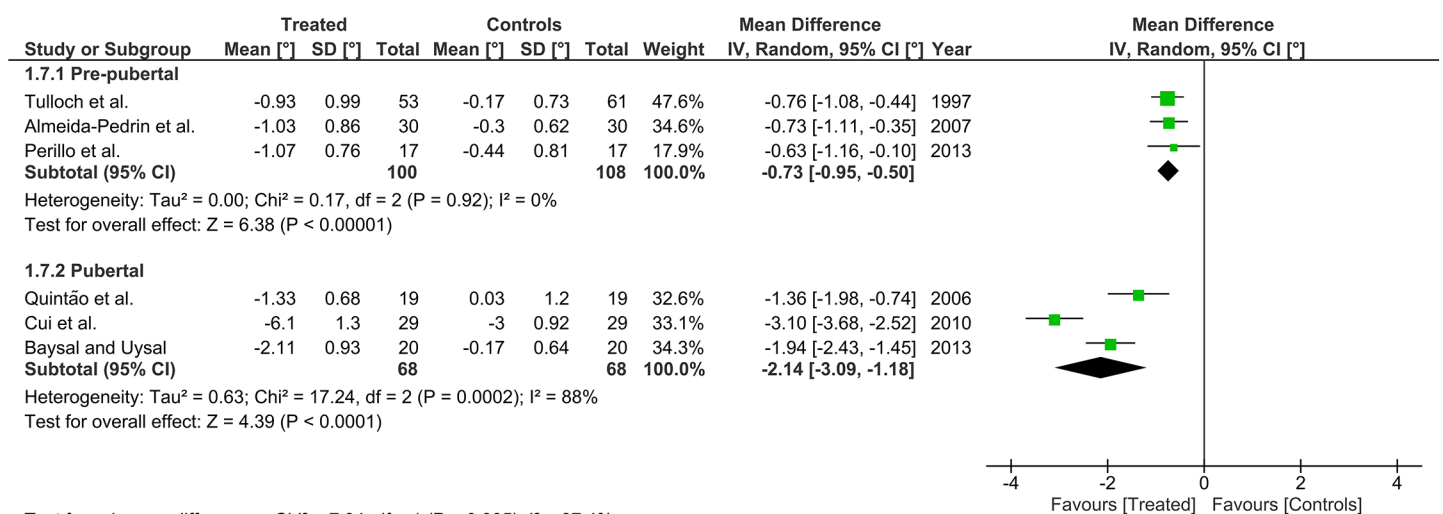 Treated Controls Mean Difference Mean Difference
Study or Subgroup Mean [°] SD [°] Total Mean [°] SD [°] Total Weight IV, Random, 95% CI [°] Year IV, Random, 95% CI [°]
1.7.1 Pre-pubertal
Tulloch et al. -0.93 0.99 53 -0.17 0.73 61 47.6% -0.76 [-1.08, -0.44] 1997
Almeida-Pedrin et al. -1.03 0.86 30 -0.3 0.62 30 34.6% -0.73 [-1.11, -0.35] 2007
Perillo et al. -1.07 0.76 17 -0.44 0.81 17 17.9% -0.63 [-1.16, -0.10] 2013
Subtotal (95% CI) 100 108 100.0% -0.73 [-0.95, -0.50]
Heterogeneity: Tau² = 0.00; Chi² = 0.17, df = 2 (P = 0.92); I² = 0%
Test for overall effect: Z = 6.38 (P < 0.00001)
1.7.2 Pubertal
Quintão et al. -1.33 0.68 19 0.03 1.2 19 32.6% -1.36 [-1.98, -0.74] 2006
Cui et al. -6.1 1.3 29 -3 0.92 29 33.1% -3.10 [-3.68, -2.52] 2010
Baysal and Uysal -2.11 0.93 20 -0.17 0.64 20 34.3% -1.94 [-2.43, -1.45] 2013
Subtotal (95% CI) 68 68 100.0% -2.14 [-3.09, -1.18]
Heterogeneity: Tau² = 0.63; Chi² = 17.24, df = 2 (P = 0.0002); I² = 88%
Test for overall effect: Z = 4.39 (P < 0.0001)
-4 -2 0 2 4
Favours [Treated] Favours [Controls]